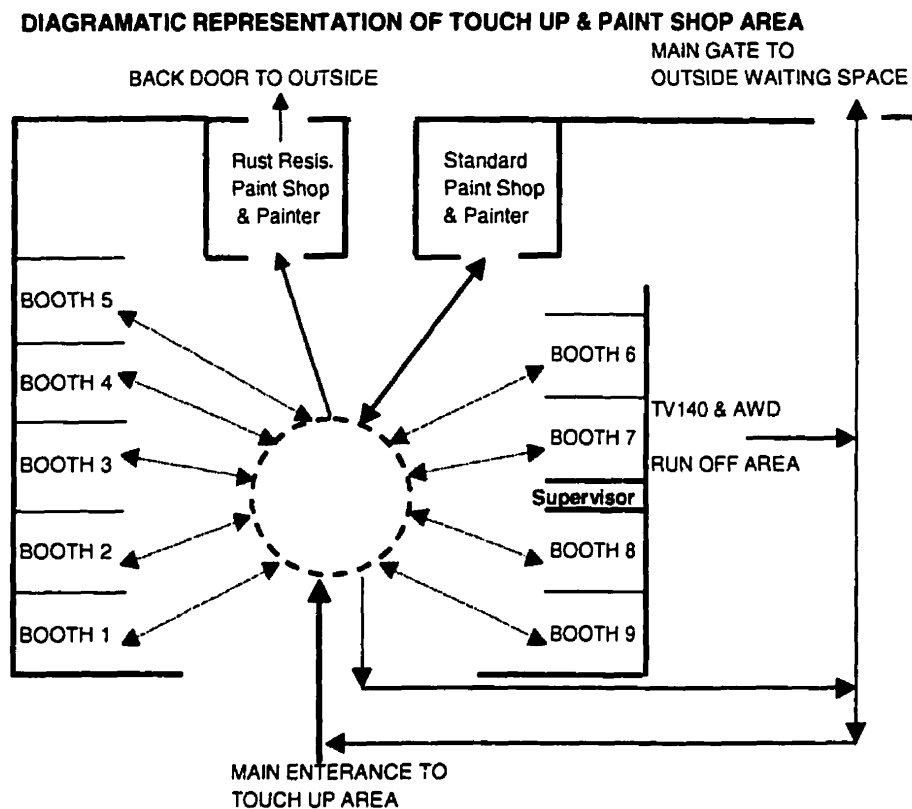 DIAGRAMATIC REPRESENTATION OF TOUCH UP & PAINT SHOP AREA
MAIN GATE TO
OUTSIDE WAITING SPACE
BACK DOOR TO OUTSIDE
Rust Resis.
Paint Shop
& Painter
Standard
Paint Shop
& Painter
BOOTH 5
BOOTH 4
BOOTH 3
BOOTH 2
BOOTH 1
BOOTH 6
BOOTH 7
Supervisor
BOOTH 8
BOOTH 9
TV140 & AWD
RUN OFF AREA
MAIN ENTERANCE TO
TOUCH UP AREA